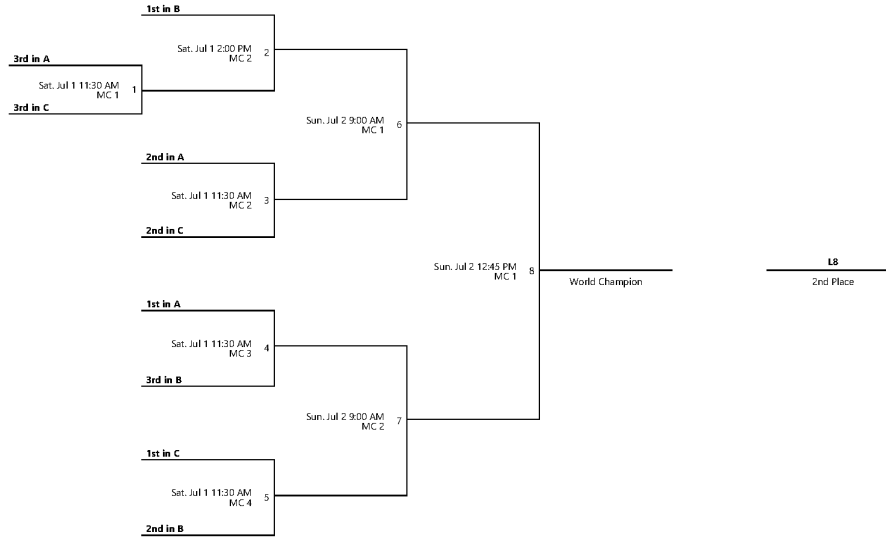 1st in B
Sat. Jul 1 2:00 PM
MC 2
2
3rd in A
Sat. Jul 1 11:30 AM
MC 1
1
3rd in C
Sun. Jul 2 9:00 AM
MC 1
6
2nd in A
Sat. Jul 1 11:30 AM
MC 2
3
2nd in C
Sun. Jul 2 12:45 PM
MC 1
8
World Champion
L8
2nd Place
1st in A
Sat. Jul 1 11:30 AM
MC 3
4
3rd in B
Sun. Jul 2 9:00 AM
MC 2
7
1st in C
Sat. Jul 1 11:30 AM
MC 4
5
2nd in B